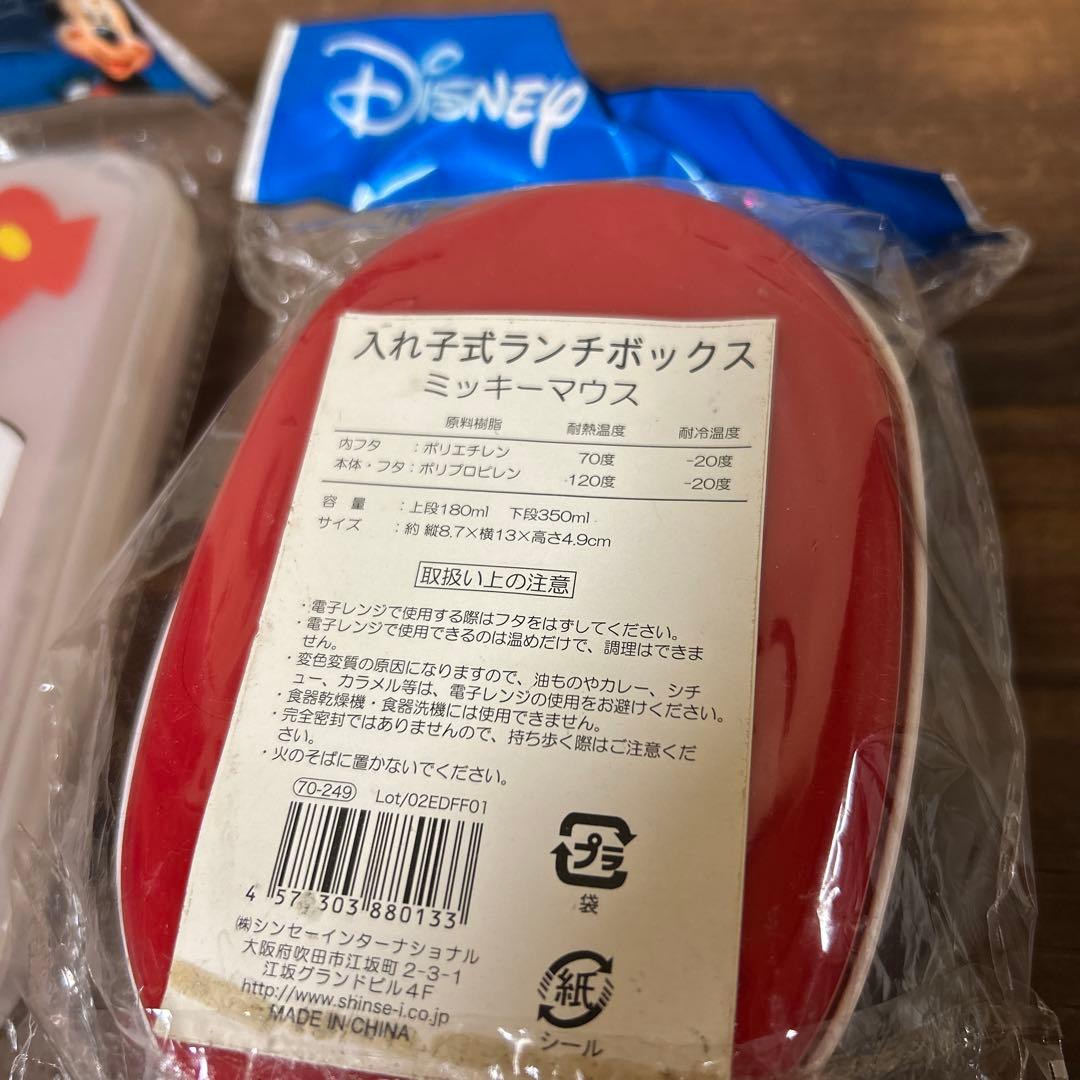 Disney
入れ子式ランチボックス
ミッキーマウス
原料樹脂 耐熱温度 耐冷温度
内フタ :ポリエチレン 70度 -20度
本体・フタ:ポリプロピレン 120度 -20度
容量 :上段180ml 下段350ml
サイズ :約 縦8.7×横13×高さ4.9cm
取扱い上の注意
・電子レンジで使用する際はフタをはずしてください。
・電子レンジで使用できるのは温めだけで、調理はできま
せん。
・変色変質の原因になりますので、油ものやカレー、シチ
ュー、カラメル等は、電子レンジの使用をお避けください。
・食器乾燥機・食器洗機には使用できません。
・完全密封ではありませんので、持ち歩く際はご注意くだ
さい。
・火のそばに置かないでください。
70-249 Lot/02EDFF01
4 573303 880133
㈱シンセーインターナショナル
大阪府吹田市江坂町2-3-1
江坂グランドビル4F
http://www.shinse-i.co.jp
MADE IN CHINA
プラ
袋
紙
シール